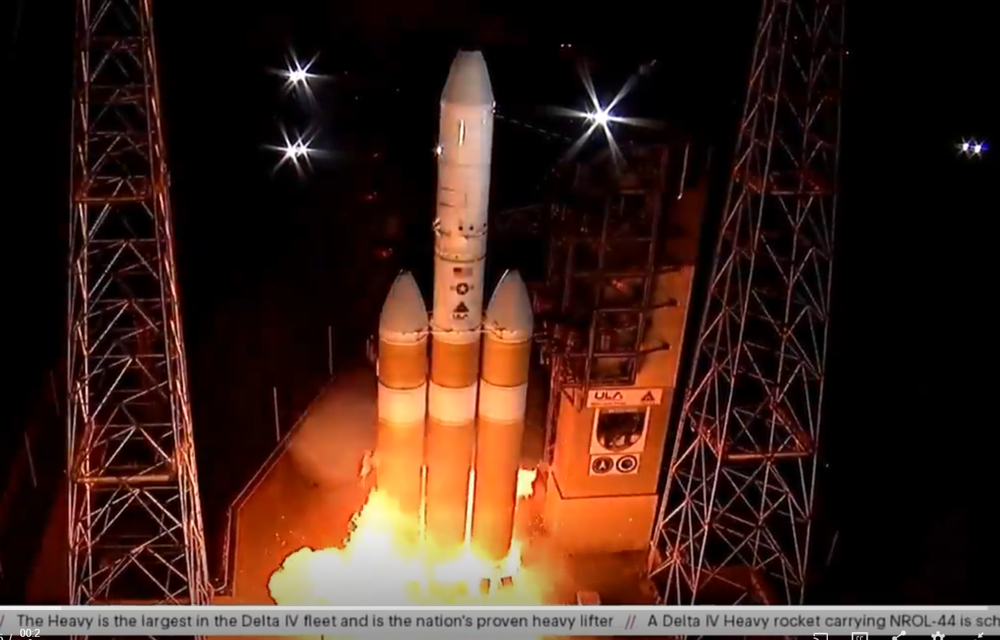 ULA
ULA
// The Heavy is the largest in the Delta IV fleet and is the nation's proven heavy lifter // A Delta IV Heavy rocket carrying NROL-44 is sch
00:2